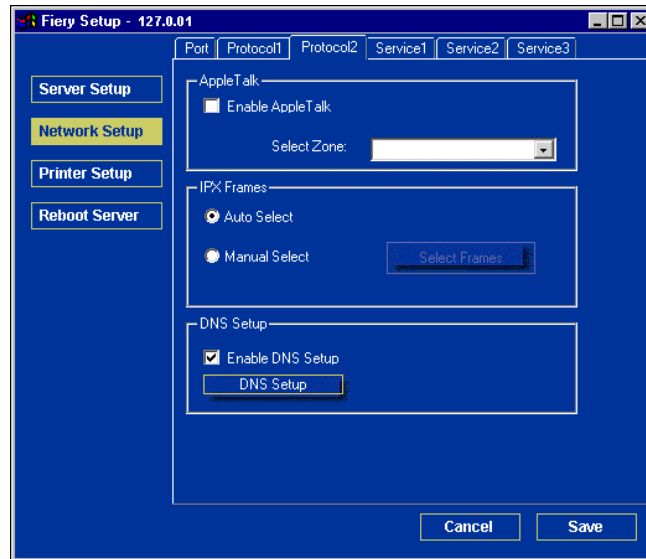 Fiery Setup - 127.0.01
Port Protocol1 Protocol2 Service1 Service2 Service3
Server Setup
Network Setup
Printer Setup
Reboot Server
AppleTalk
Enable AppleTalk
Select Zone:
IPX Frames
Auto Select
Manual Select
Select Frames
DNS Setup
Enable DNS Setup
DNS Setup
Cancel
Save